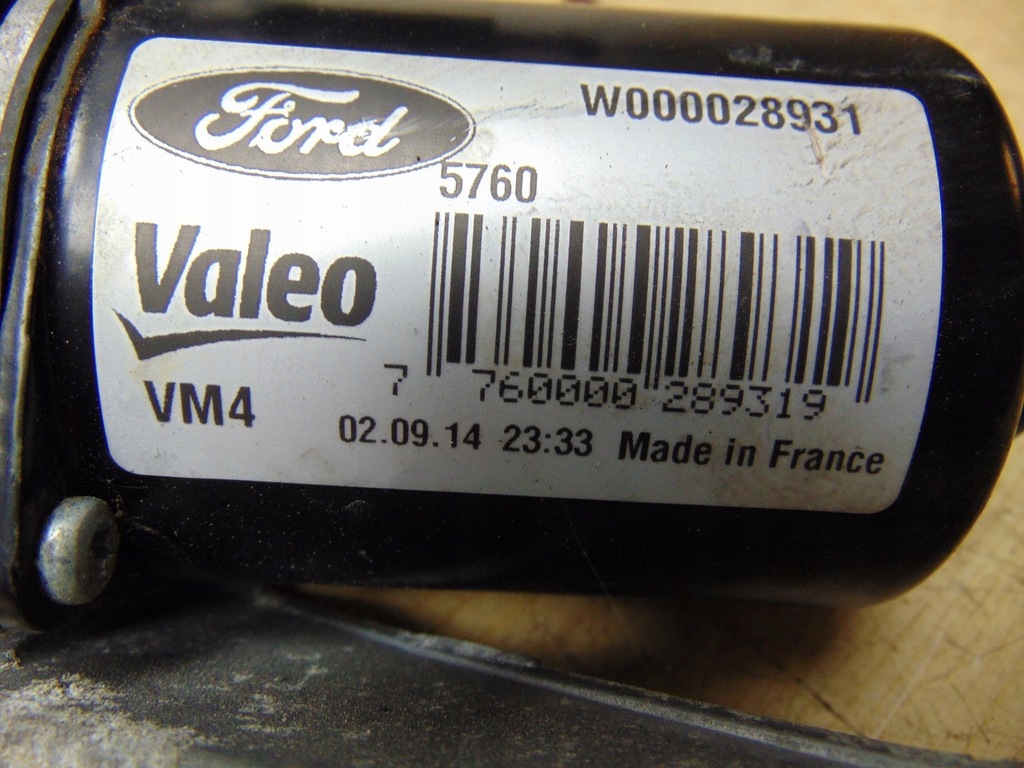 Ford
W000028931
5760
Valeo
7 760000 289319
VM4
02.09.14 23:33 Made in France